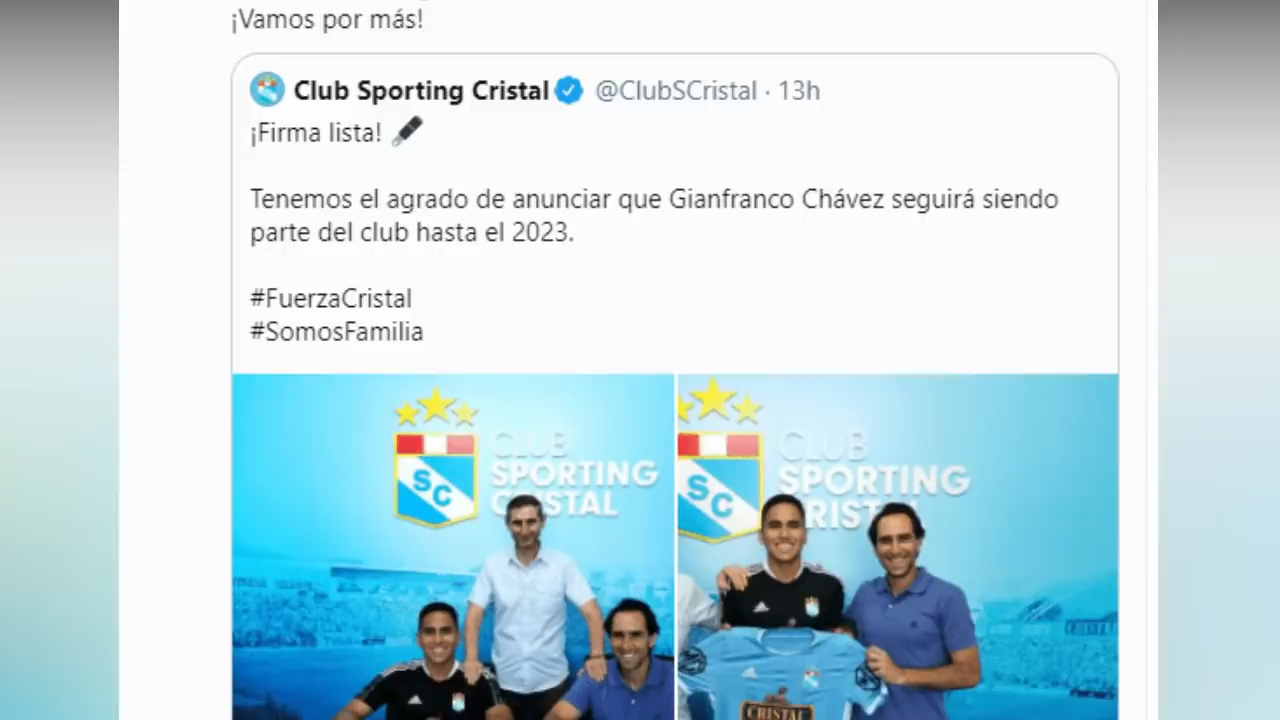 ¡Vamos por más!
Club Sporting Cristal @ClubSCristal · 13h
¡Firma lista!
Tenemos el agrado de anunciar que Gianfranco Chávez seguirá siendo
parte del club hasta el 2023.
#FuerzaCristal
#SomosFamilia
SC
CLUB
SPORTING
CRISTAL
SC
CLUB
SPORTING
CRIST
CRISTAL